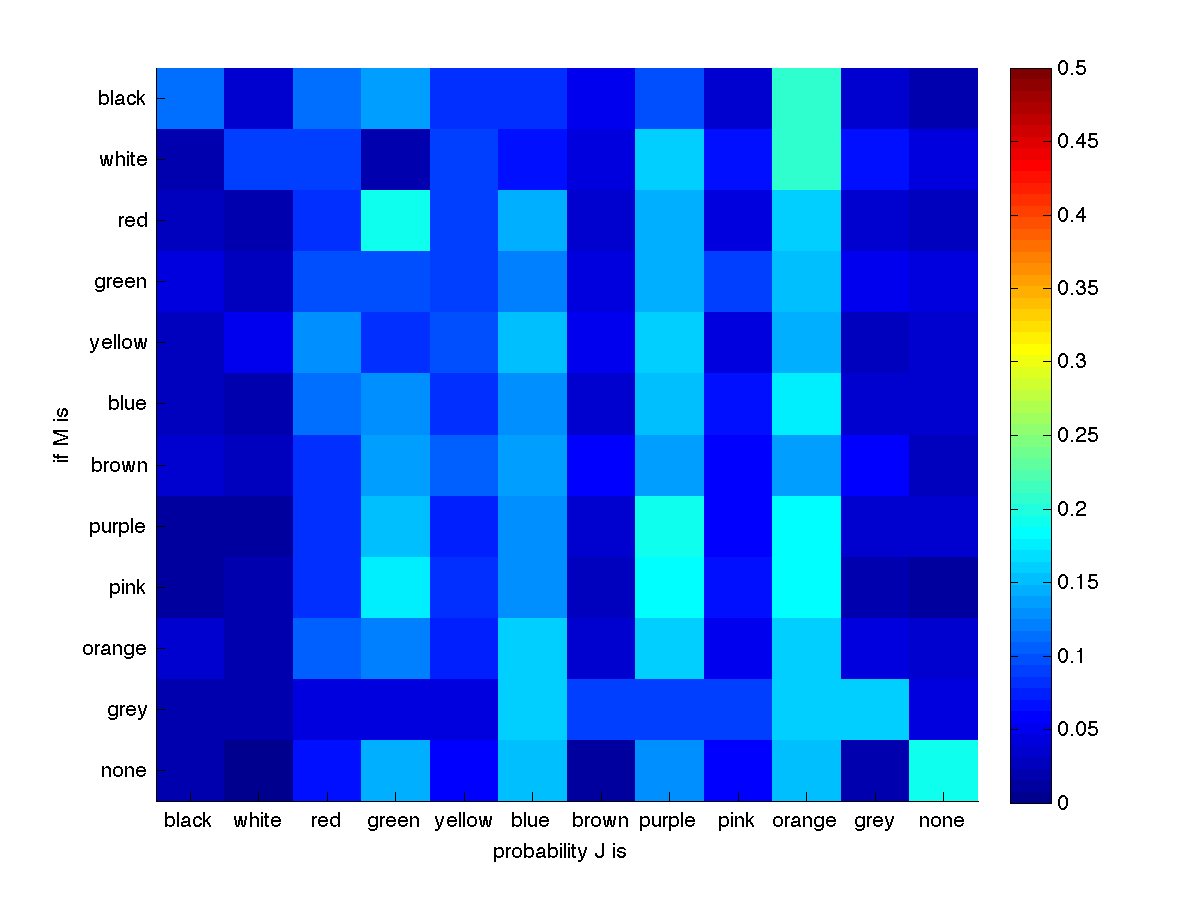 black
white
red
green
yellow
blue
brown
purple
pink
orange
grey
none
if M is
black white red green yellow blue brown purple pink orange grey none
probability J is
0.5
0.45
0.4
0.35
0.3
0.25
0.2
0.15
0.1
0.05
0